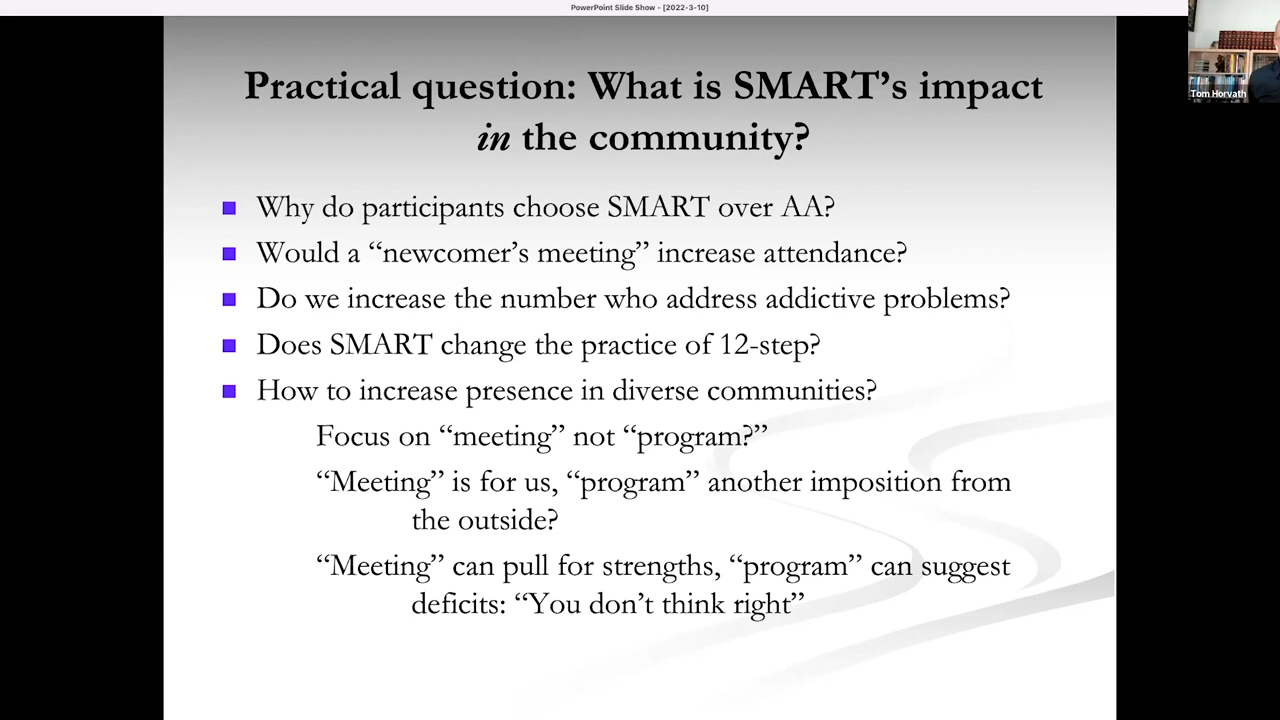 PowerPoint Slide Show - [2022-3-10]
Tom Horvath
Practical question: What is SMART’s impact
in the community?
Why do participants choose SMART over AA?
Would a “newcomer’s meeting” increase attendance?
Do we increase the number who address addictive problems?
Does SMART change the practice of 12-step?
How to increase presence in diverse communities?
Focus on “meeting” not “program?”
“Meeting” is for us, “program” another imposition from
the outside?
“Meeting” can pull for strengths, “program” can suggest
deficits: “You don’t think right”